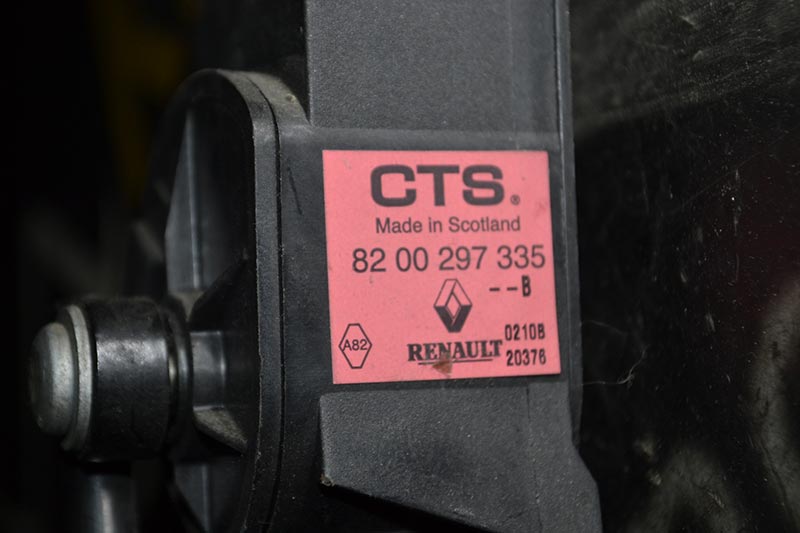 CTS®
Made in Scotland
82 00 297 335
--B
A82
RENAULT
0210B
20376